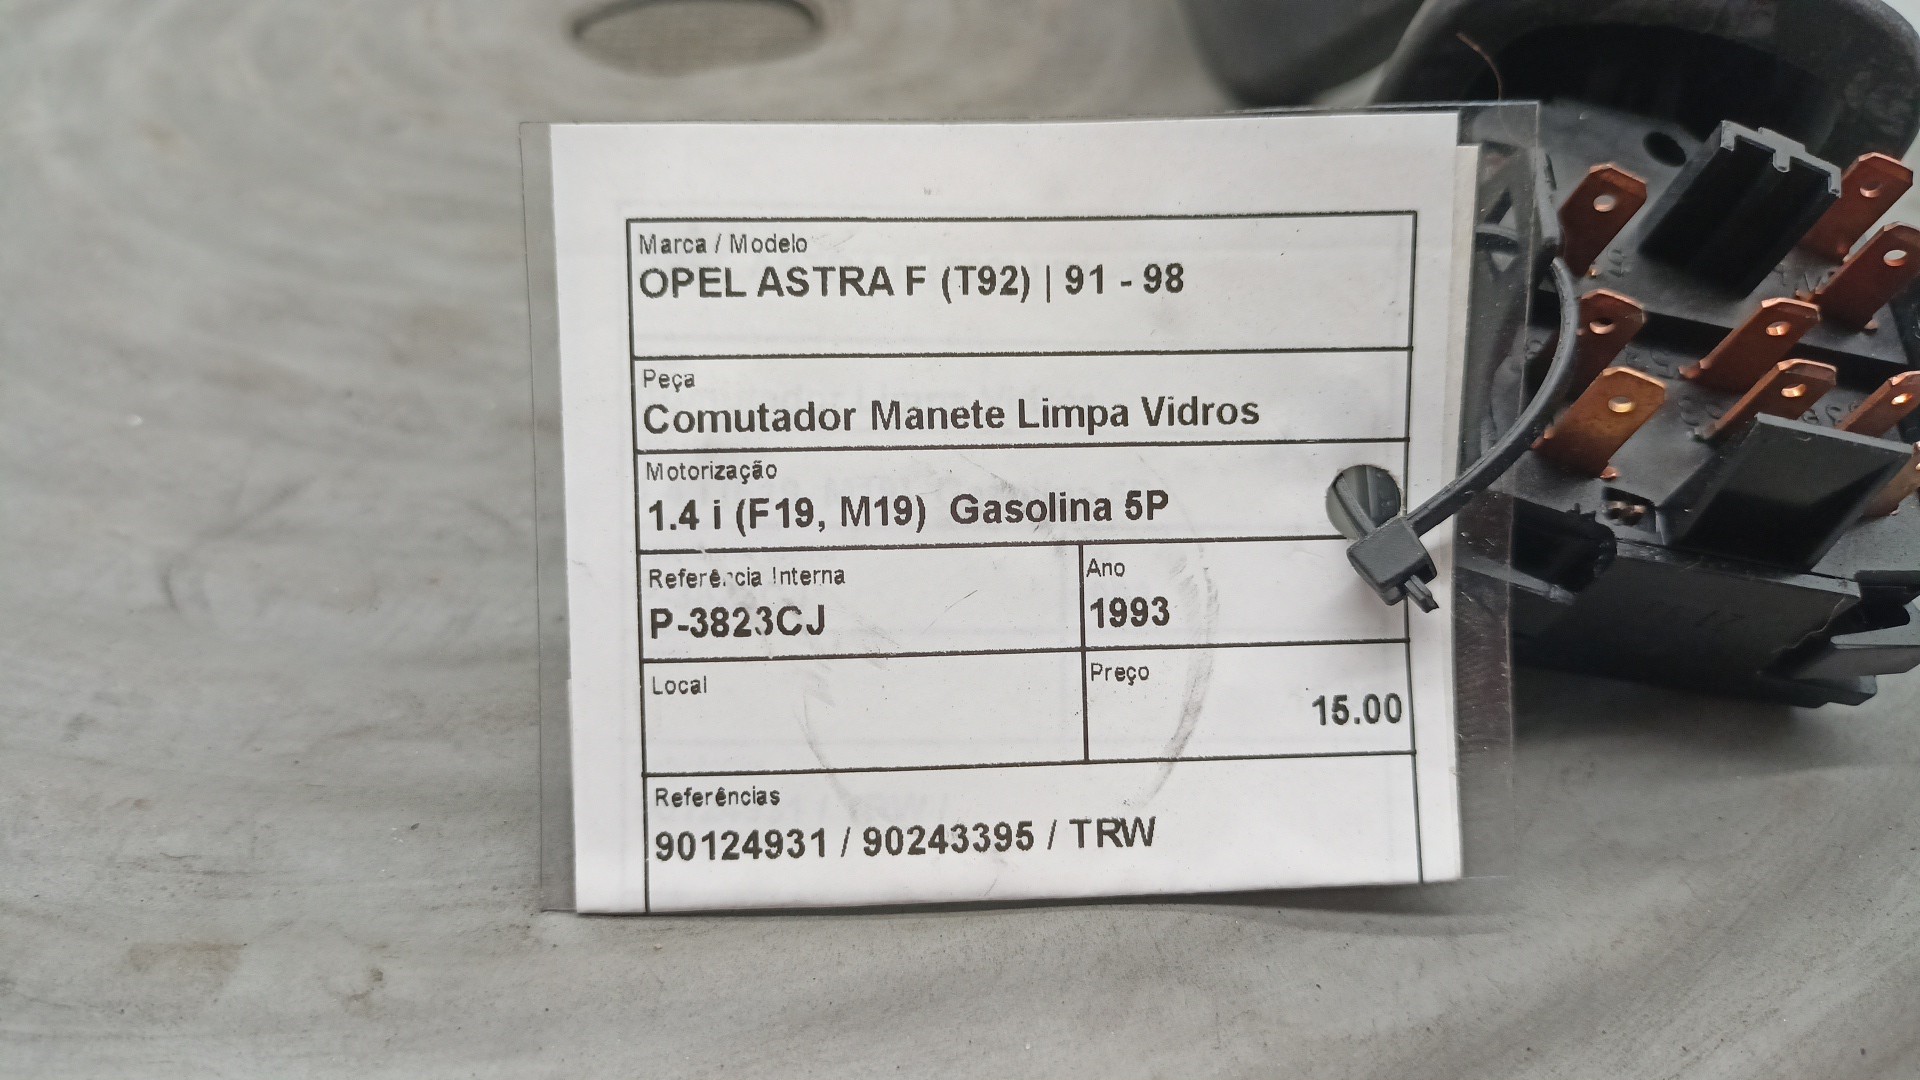 Marca / Modelo
OPEL ASTRA F (T92) | 91 - 98
Peça
Comutador Manete Limpa Vidros
Motorização
1.4 i (F19, M19) Gasolina 5P
Referência Interna
P-3823CJ
Ano
1993
Local
Preço
15.00
Referências
90124931 / 90243395 / TRW